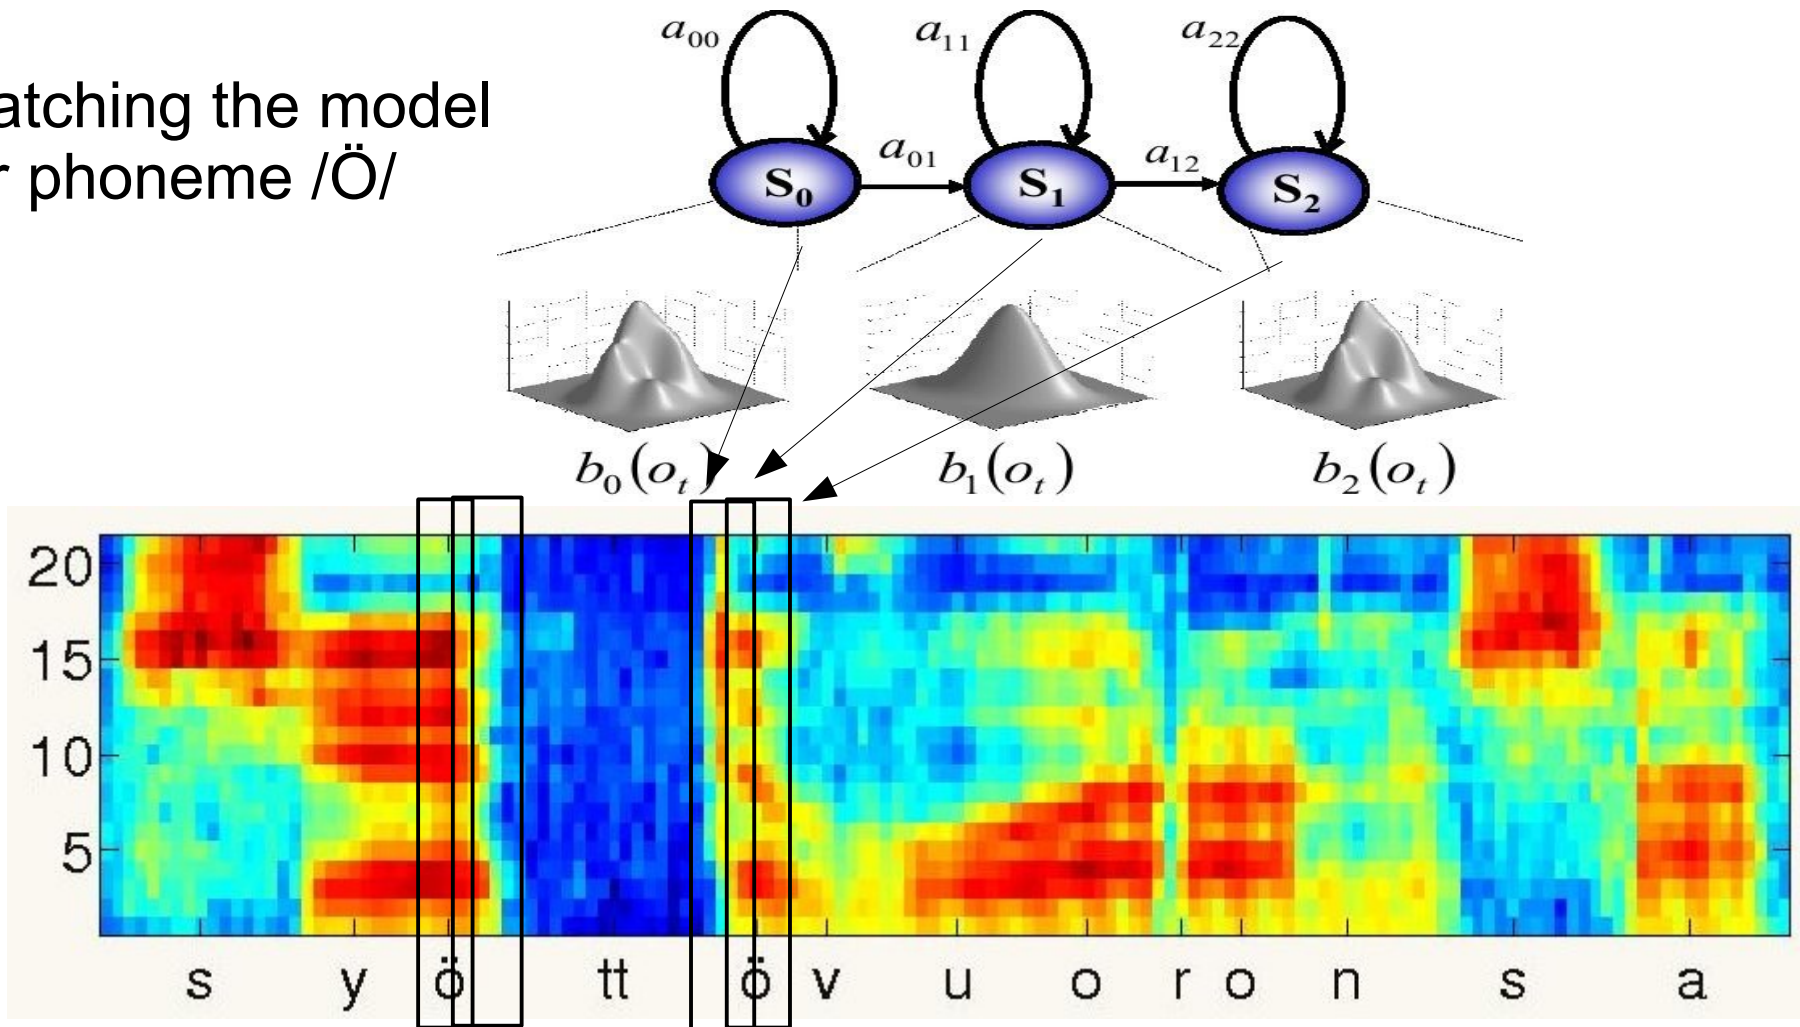 atching the model
r phoneme /Ö/
a₀₀ a₁₁ a₂₂
a₀₁ a₁₂
S₀ S₁ S₂
b₀(oₜ) b₁(oₜ) b₂(oₜ)
20
15
10
5
s y ö tt ö v u o r o n s a